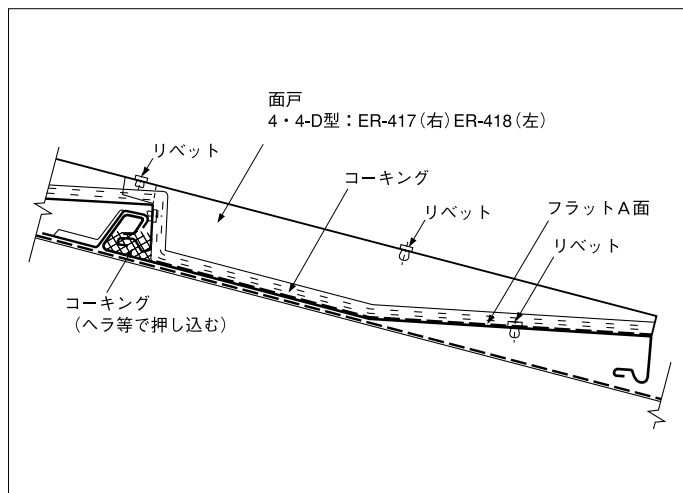 面戸
4・4-D型：ER-417（右）ER-418（左）
リベット
コーキング
リベット
フラットA面
リベット
コーキング
（ヘラ等で押し込む）